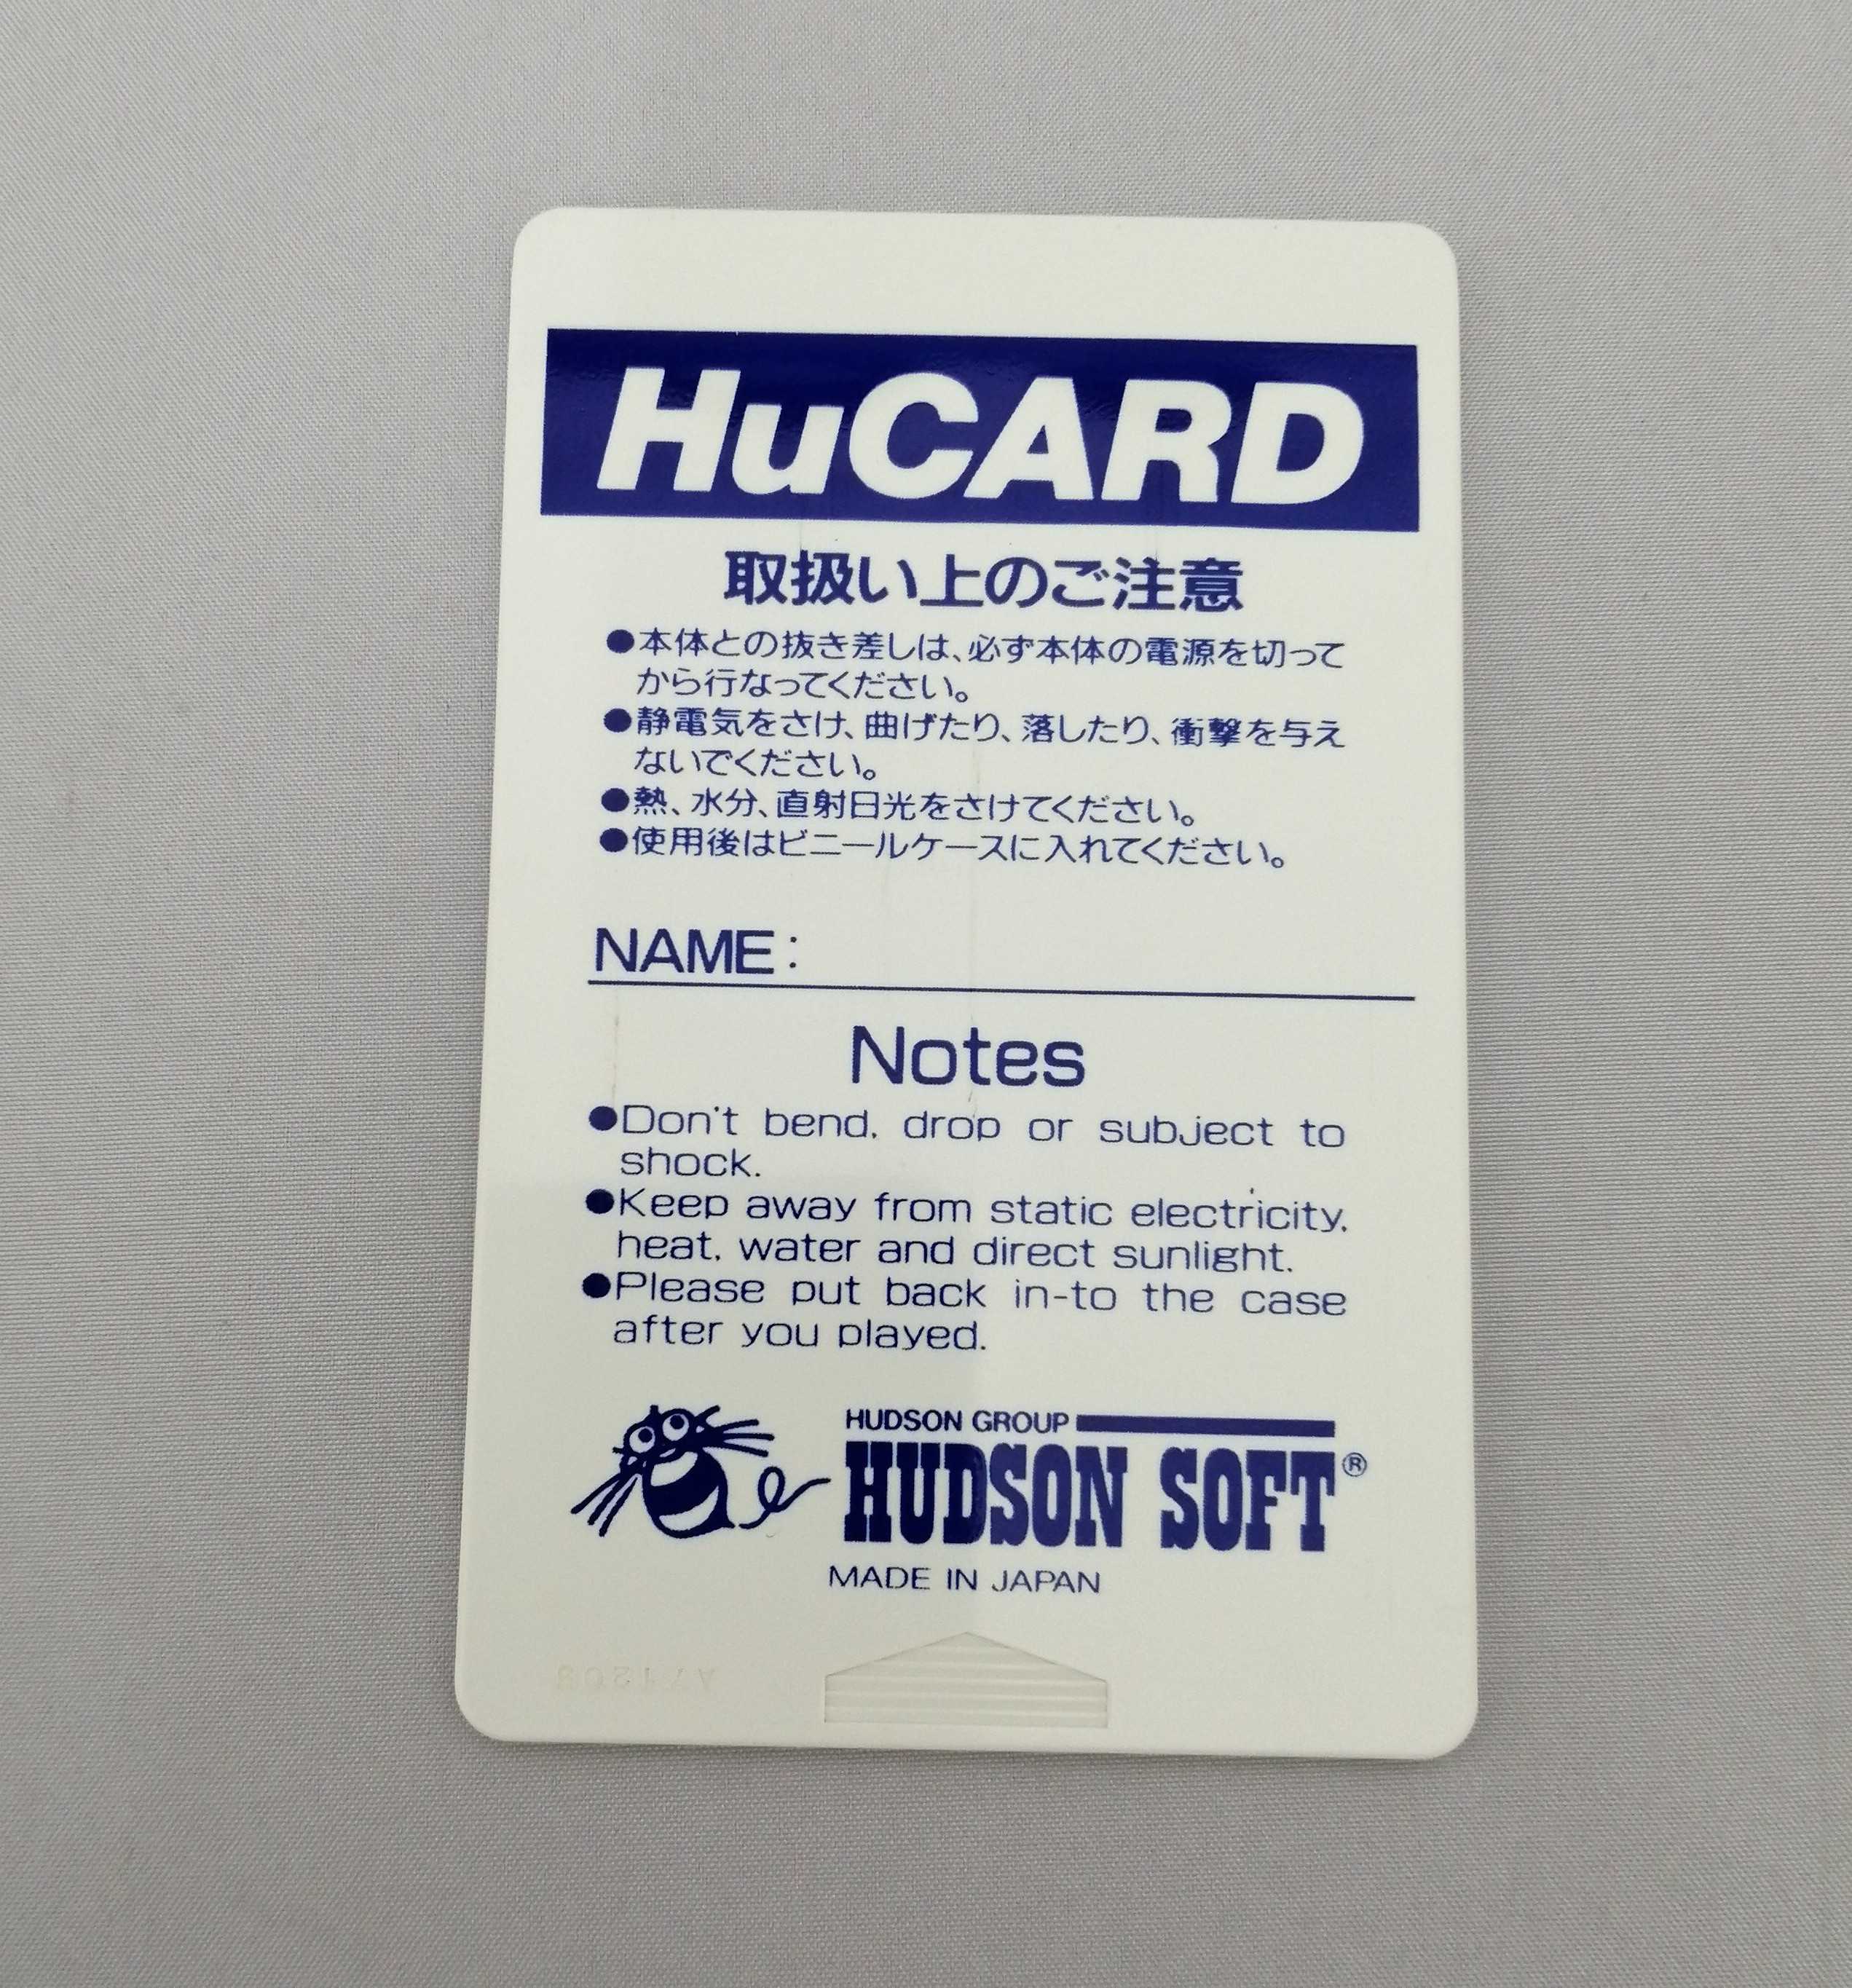 HuCARD
取扱い上のご注意
●本体との抜き差しは、必ず本体の電源を切って
から行なってください。
●静電気をさけ、曲げたり、落したり、衝撃を与え
ないでください。
●熱、水分、直射日光をさけてください。
●使用後はビニールケースに入れてください。
NAME:
Notes
●Don't bend, drop or subject to
shock.
●Keep away from static electricity,
heat, water and direct sunlight.
●Please put back in-to the case
after you played.
HUDSON GROUP
HUDSON SOFT®
MADE IN JAPAN